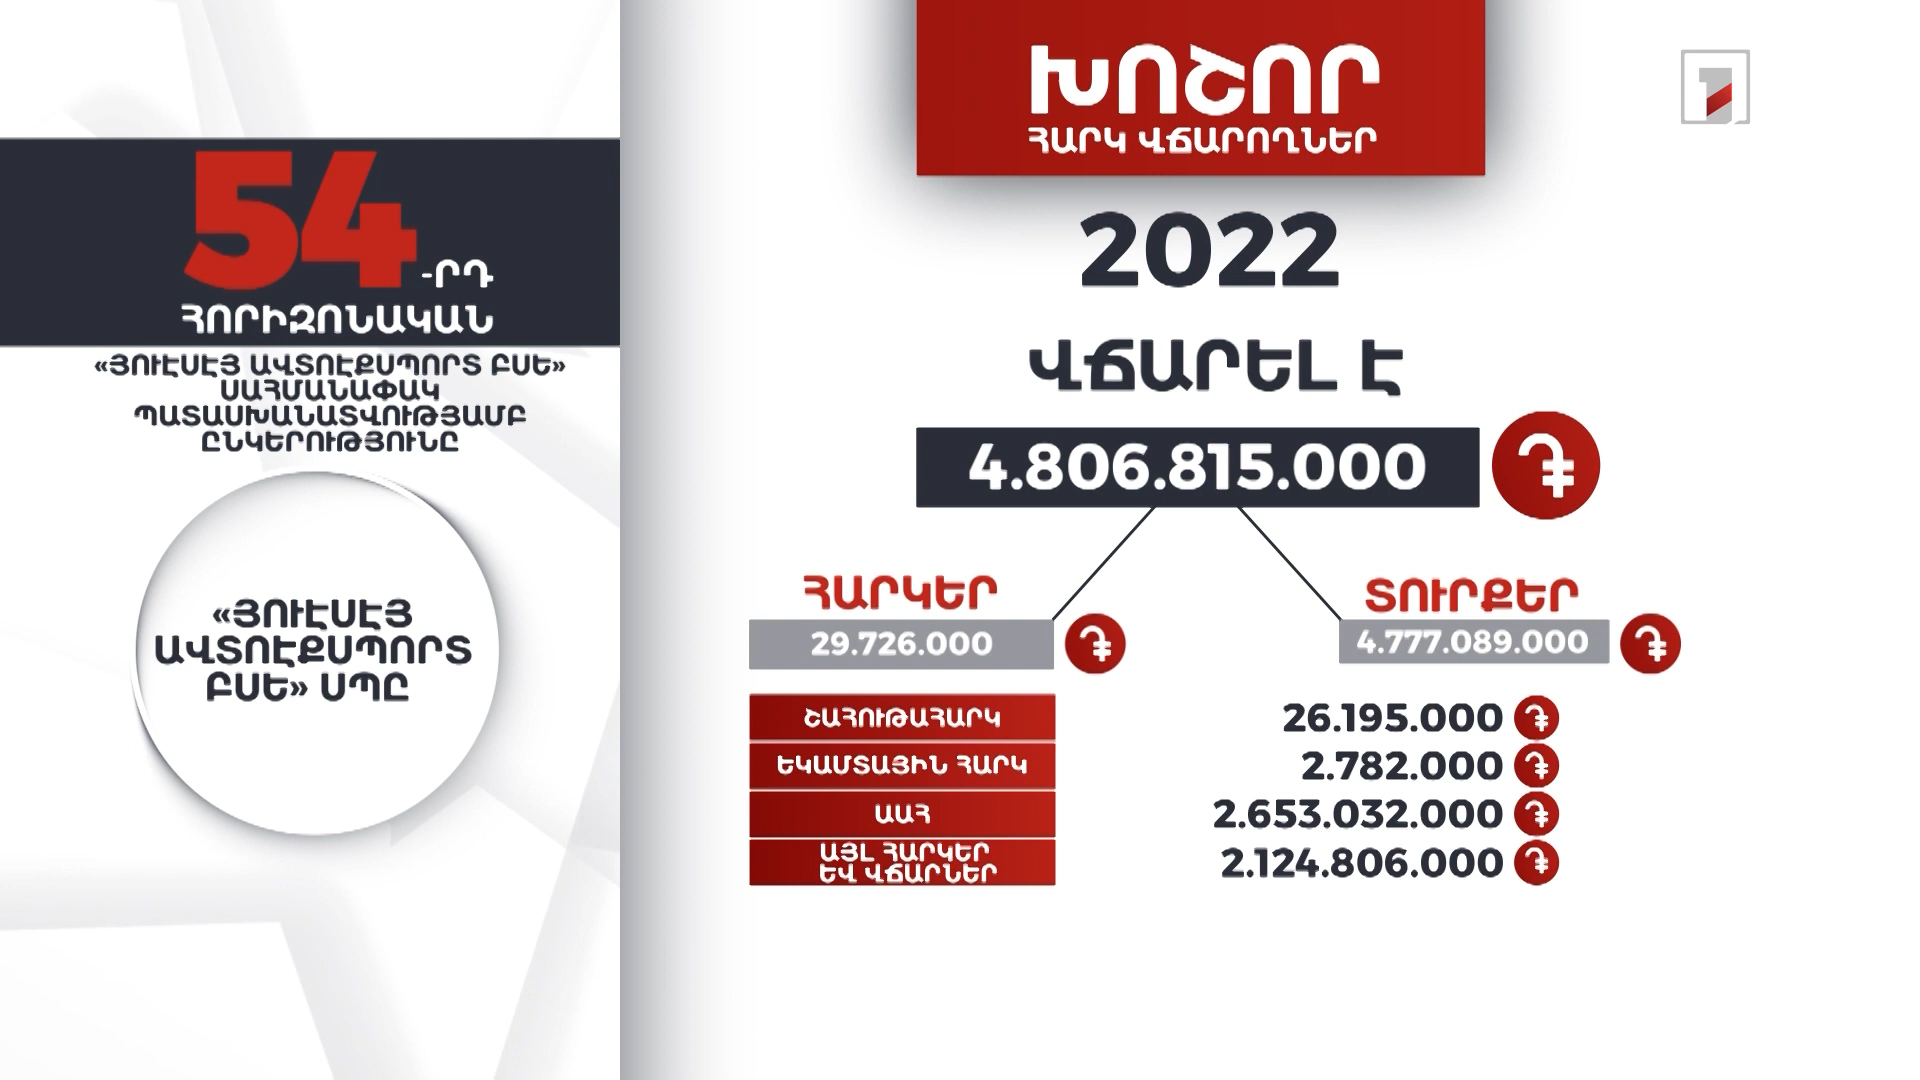 54-ՐԴ
ՀՈՐԻԶՈՆԱԿԱՆ
«ՅՈՒԷՍԷՅ ԱՎՏՈԷՔՍՊՈՐՏ ԲՍԵ»
ՍԱՀՄԱՆԱՓԱԿ
ՊԱՏԱՍԽԱՆԱՏՎՈՒԹՅԱՄԲ
ԸՆԿԵՐՈՒԹՅՈՒՆԸ
«ՅՈՒԷՍԷՅ
ԱՎՏՈԷՔՍՊՈՐՏ
ԲՍԵ» ՍՊԸ
ԽՈՇՈՐ
ՀԱՐԿ ՎՃԱՐՈՂՆԵՐ
1
2022
ՎՃԱՐԵԼ Է
4.806.815.000 ֏
ՀԱՐԿԵՐ
29.726.000 ֏
ՏՈՒՐՔԵՐ
4.777.089.000 ֏
ՇԱՀՈՒԹԱՀԱՐԿ 26.195.000 ֏
ԵԿԱՄՏԱՅԻՆ ՀԱՐԿ 2.782.000 ֏
ԱԱՀ 2.653.032.000 ֏
ԱՅԼ ՀԱՐԿԵՐ
ԵՎ ՎՃԱՐՆԵՐ 2.124.806.000 ֏